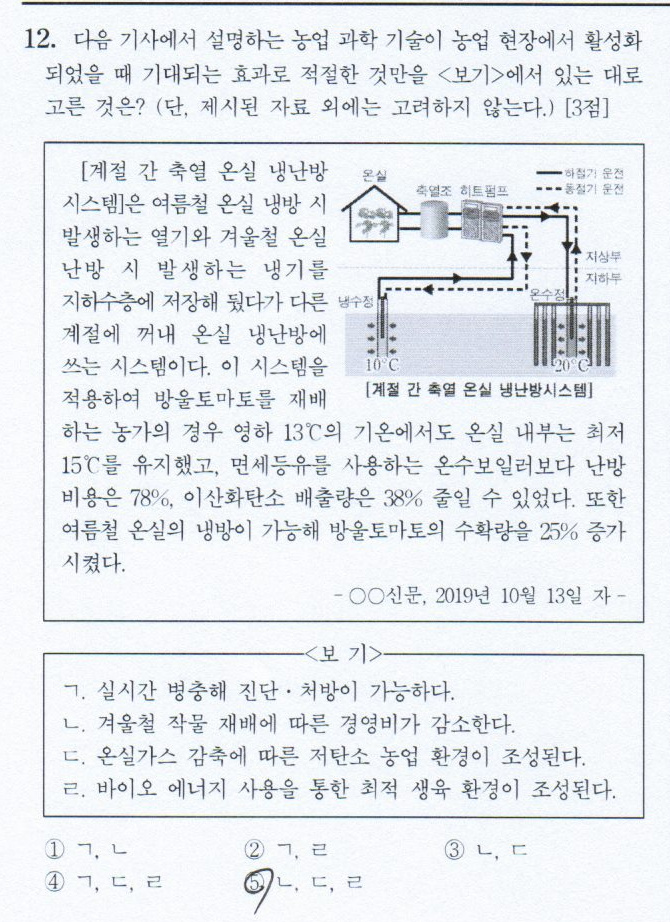 12. 다음 기사에서 설명하는 농업 과학 기술이 농업 현장에서 활성화
되었을 때 기대되는 효과로 적절한 것만을 <보기>에서 있는 대로
고른 것은? (단, 제시된 자료 외에는 고려하지 않는다.) [3점]
[계절 간 축열 온실 냉난방
시스템]은 여름철 온실 냉방 시
발생하는 열기와 겨울철 온실
난방 시 발생하는 냉기를
지하수층에 저장해 뒀다가 다른
계절에 꺼내 온실 냉난방에
쓰는 시스템이다. 이 시스템을
적용하여 방울토마토를 재배
온실
축열조 히트펌프
하절기 운전
동절기 운전
지상부
지하부
냉수정
온수정
10℃
20℃
[계절 간 축열 온실 냉난방시스템]
하는 농가의 경우 영하 13℃의 기온에서도 온실 내부는 최저
15℃를 유지했고, 면세등유를 사용하는 온수보일러보다 난방
비용은 78%, 이산화탄소 배출량은 38% 줄일 수 있었다. 또한
여름철 온실의 냉방이 가능해 방울토마토의 수확량을 25% 증가
시켰다.
- ○○신문, 2019년 10월 13일 자 -
<보 기>
ㄱ. 실시간 병충해 진단·처방이 가능하다.
ㄴ. 겨울철 작물 재배에 따른 경영비가 감소한다.
ㄷ. 온실가스 감축에 따른 저탄소 농업 환경이 조성된다.
ㄹ. 바이오 에너지 사용을 통한 최적 생육 환경이 조성된다.
① ㄱ, ㄴ ② ㄱ, ㄹ ③ ㄴ, ㄷ
④ ㄱ, ㄷ, ㄹ ⑤ ㄴ, ㄷ, ㄹ